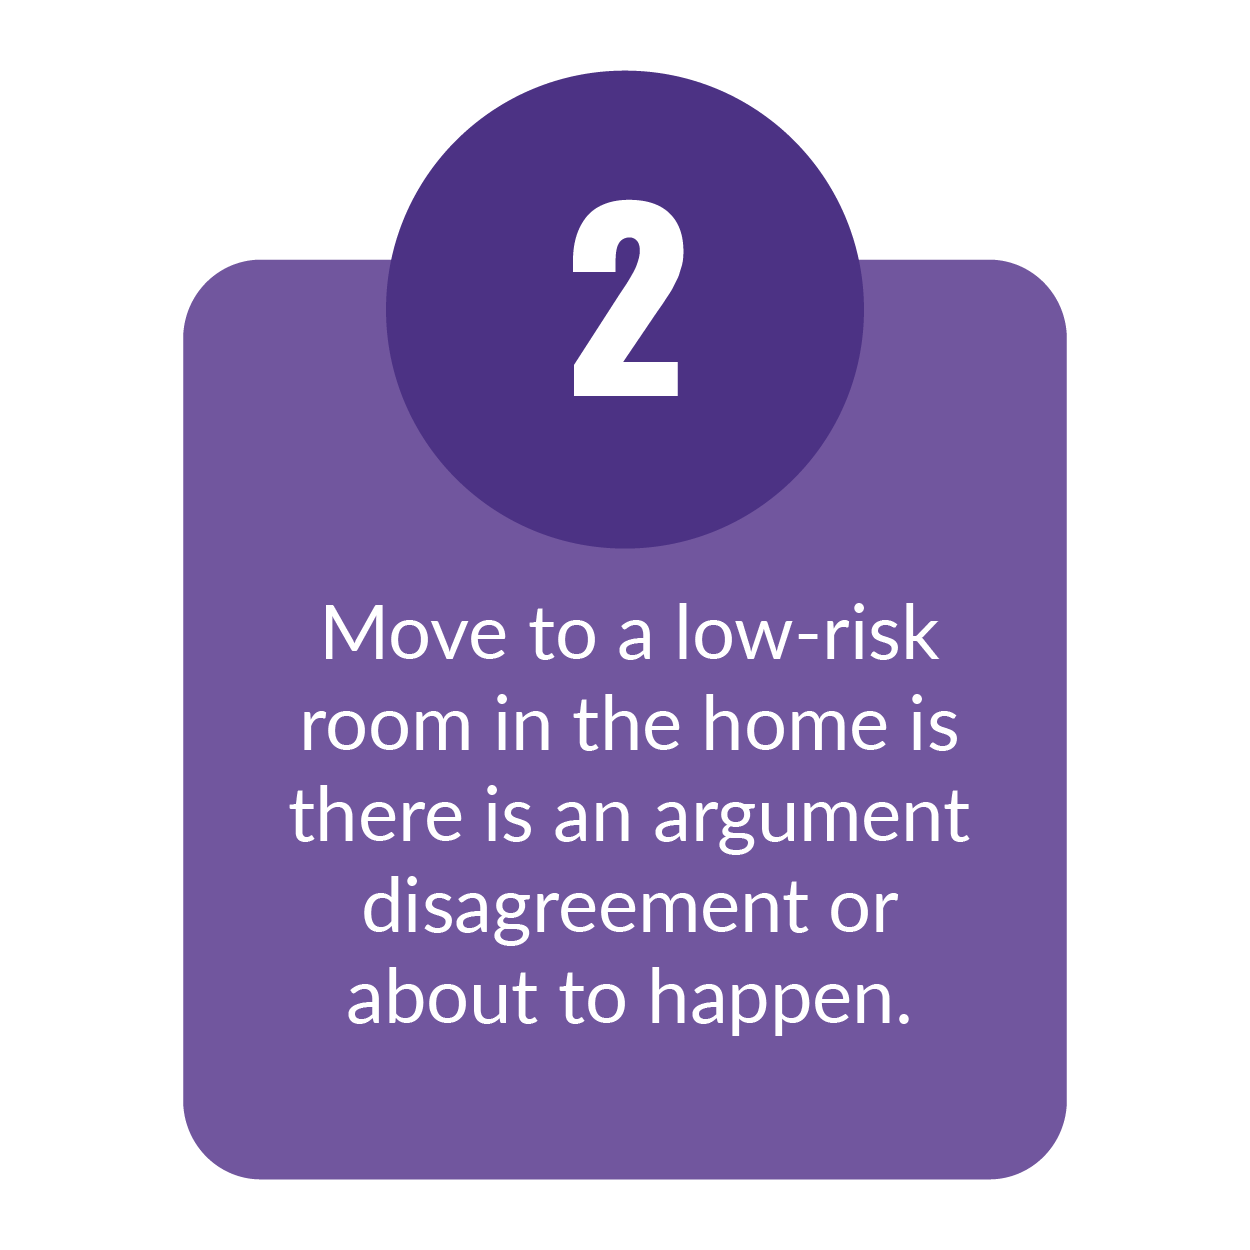 2
Move to a low-risk
room in the home is
there is an argument
disagreement or
about to happen.